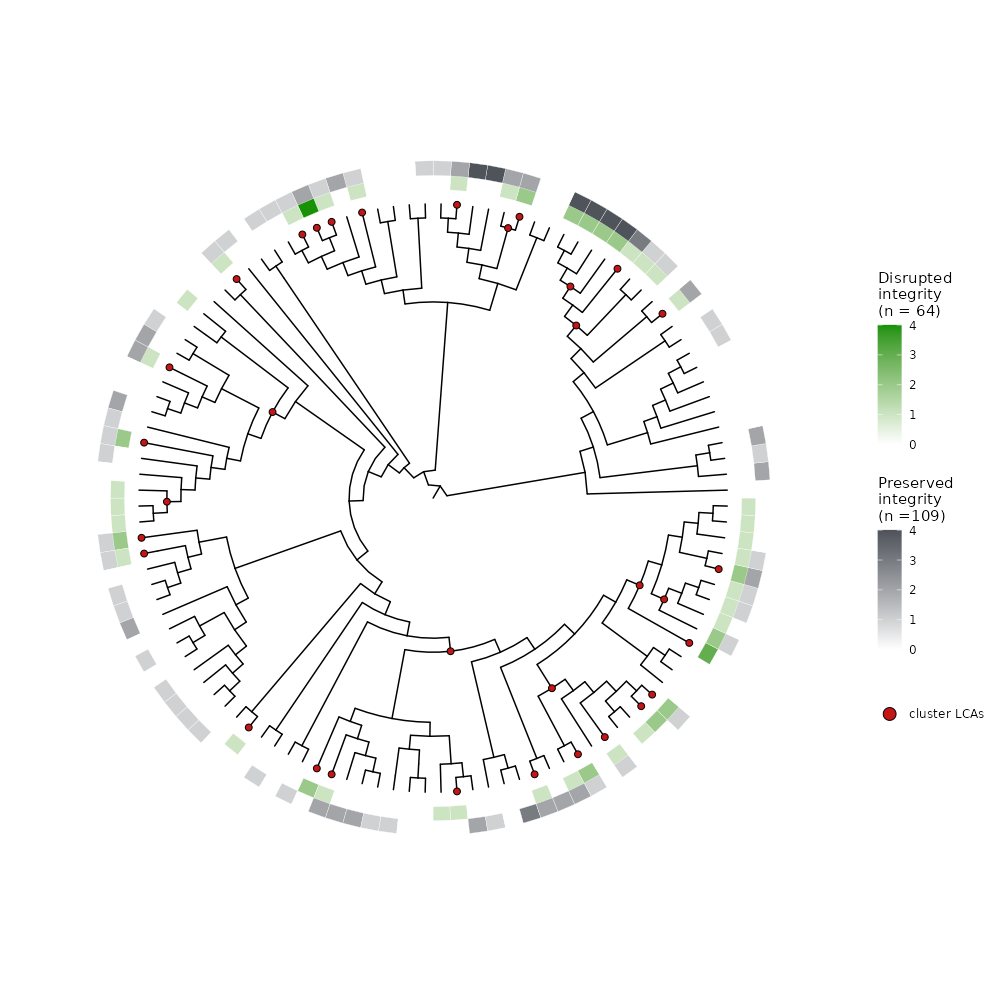 Disrupted
integrity
(n = 64)
4
3
2
1
0
Preserved
integrity
(n =109)
4
3
2
1
0
cluster LCAs